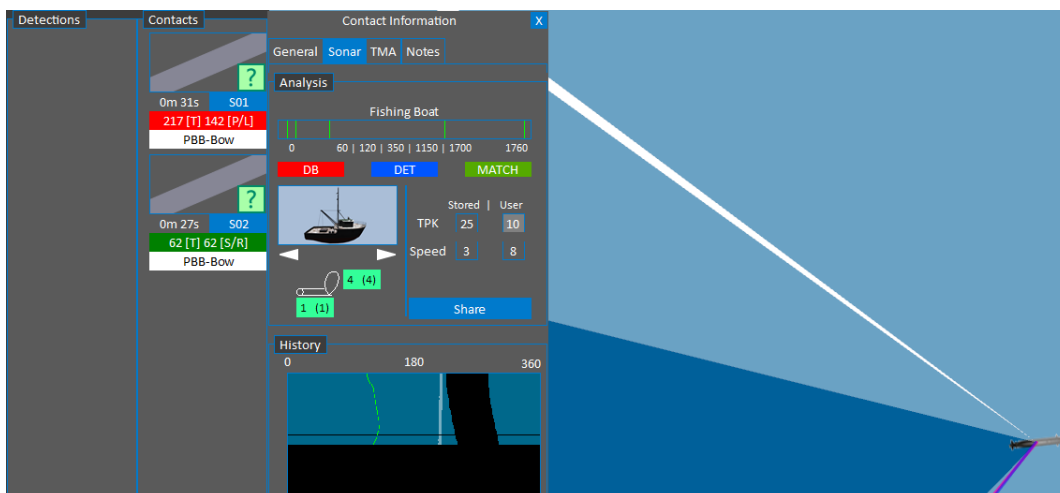 Detections
Contacts
0m 31s S01
217 [T] 142 [P/L]
PBB-Bow
0m 27s S02
62 [T] 62 [S/R]
PBB-Bow
Contact Information X
General Sonar TMA Notes
Analysis
Fishing Boat
0 60 | 120 | 350 | 1150 | 1700 1760
DB DET MATCH
Stored | User
TPK 25 10
Speed 3 8
4 (4)
1 (1)
Share
History
0 180 360